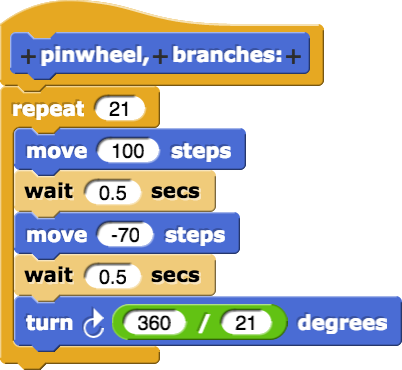 + pinwheel, + branches: +
repeat 21
move 100 steps
wait 0.5 secs
move -70 steps
wait 0.5 secs
turn 360 / 21 degrees